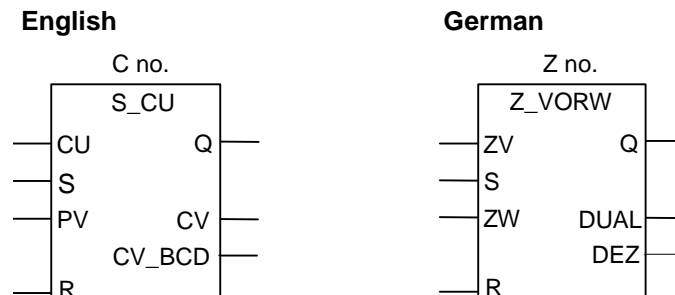 English
C no.
S_CU
CU Q
S
PV CV
CV_BCD
R
German
Z no.
Z_VORW
ZV Q
S
ZW DUAL
DEZ
R